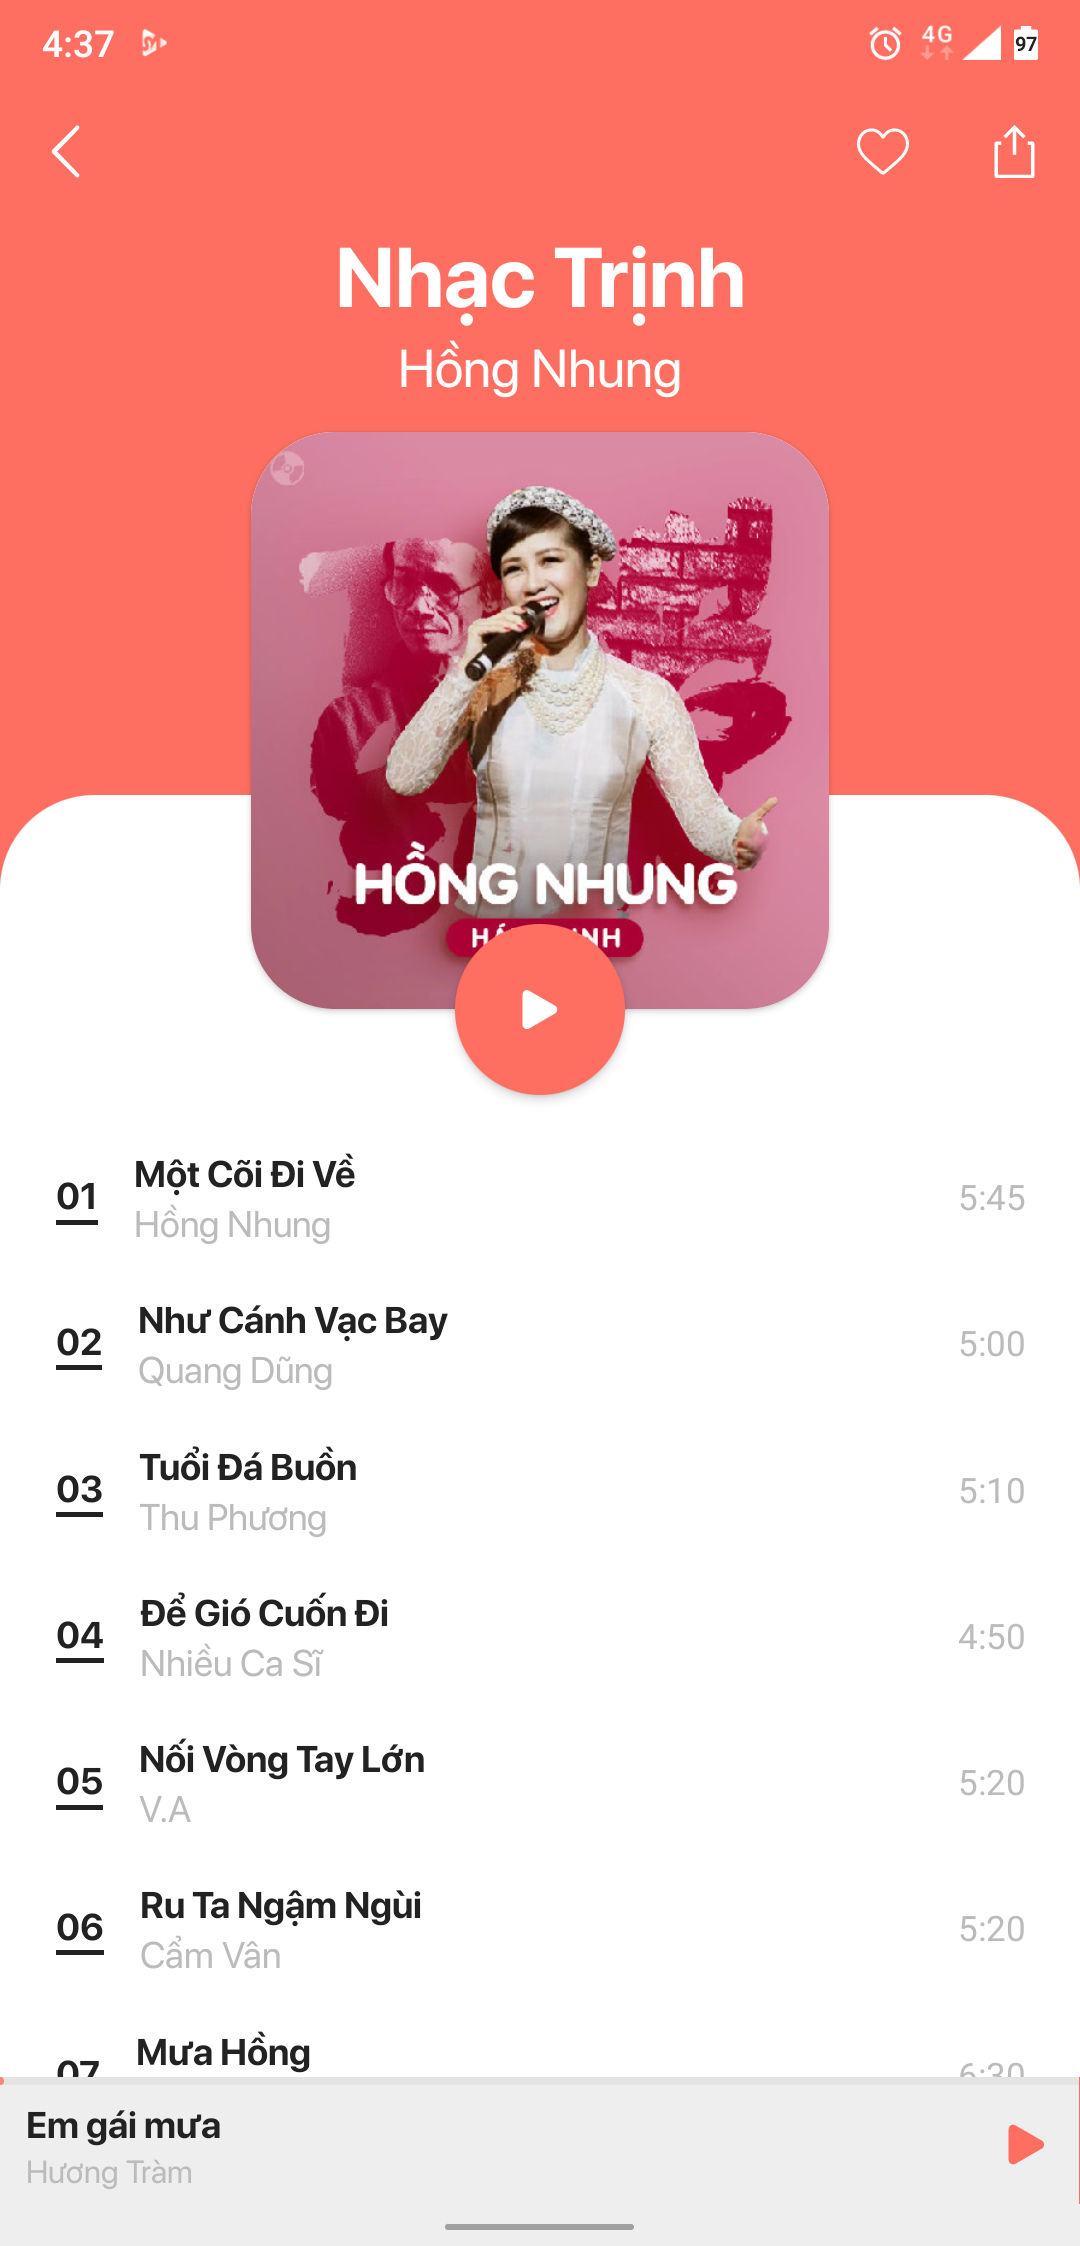 4:37
4G
97
Nhạc Trịnh
Hồng Nhung
HỒNG NHUNG
01
Một Cõi Đi Về
Hồng Nhung
5:45
02
Như Cánh Vạc Bay
Quang Dũng
5:00
03
Tuổi Đá Buồn
Thu Phương
5:10
04
Để Gió Cuốn Đi
Nhiều Ca Sĩ
4:50
05
Nối Vòng Tay Lớn
V.A
5:20
06
Ru Ta Ngậm Ngùi
Cẩm Vân
5:20
07
Mưa Hồng
6:30
Em gái mưa
Hương Tràm